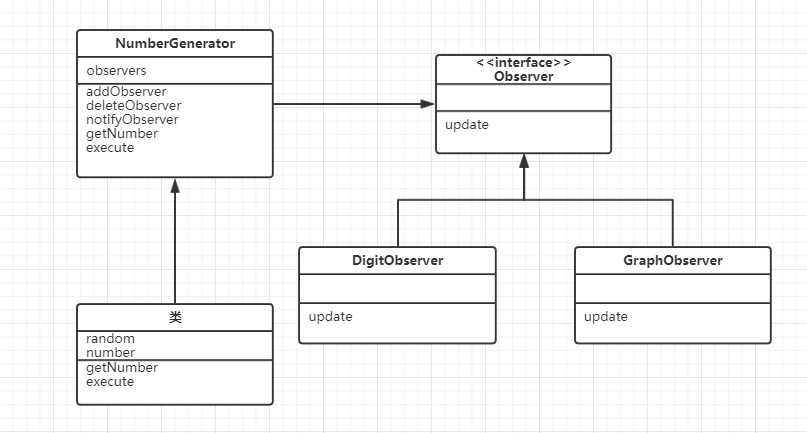 NumberGenerator
observers
addObserver
deleteObserver
notifyObserver
getNumber
execute
<<interface>>
Observer
update
DigitObserver
update
GraphObserver
update
类
random
number
getNumber
execute